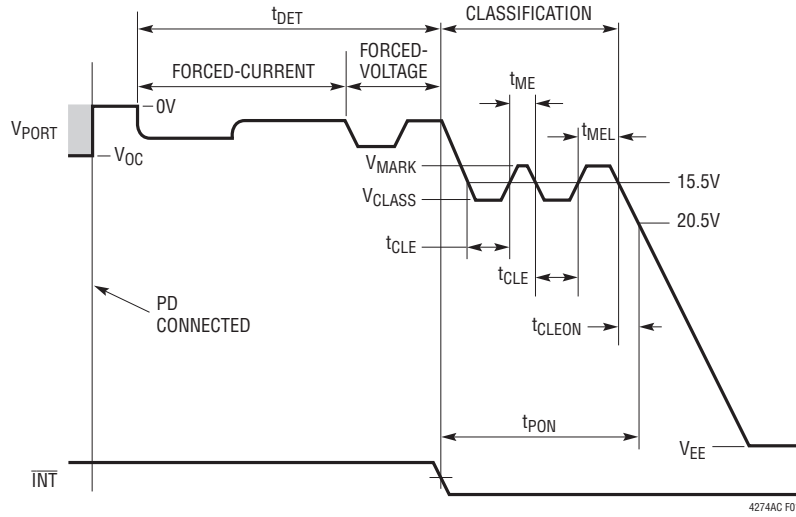 tDET
CLASSIFICATION
FORCED-CURRENT
FORCED-
VOLTAGE
tME
0V
VPORT
VOC
tMEL
VMARK
15.5V
VCLASS
20.5V
tCLE
tCLE
PD
CONNECTED
tCLEON
tPON
VEE
INT
4274AC F0